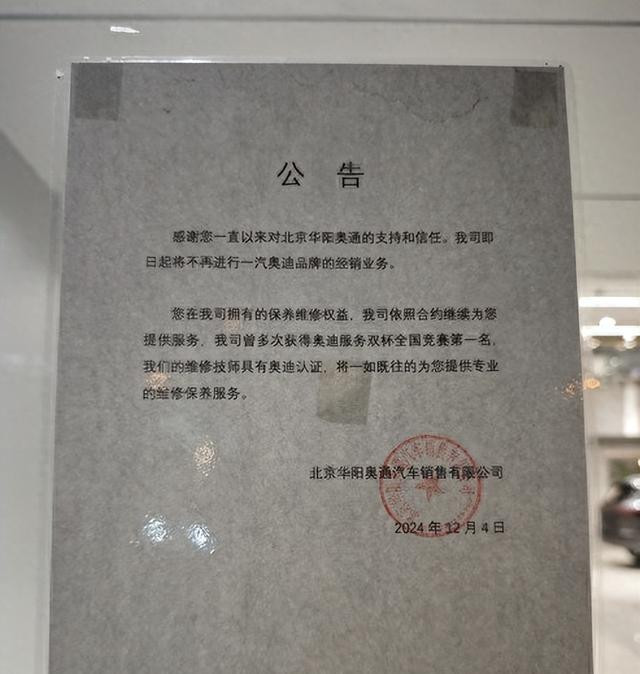 公 告
感谢您一直以来对北京华阳奥通的支持和信任。我司即
日起将不再进行一汽奥迪品牌的经销业务。
您在我司拥有的保养维修权益，我司依照合约继续为您
提供服务，我司曾多次获得奥迪服务双杯全国竞赛第一名，
我们的维修技师具有奥迪认证，将一如既往的为您提供专业
的维修保养服务。
北京华阳奥通汽车销售有限公司
2024 年 12 月 4 日